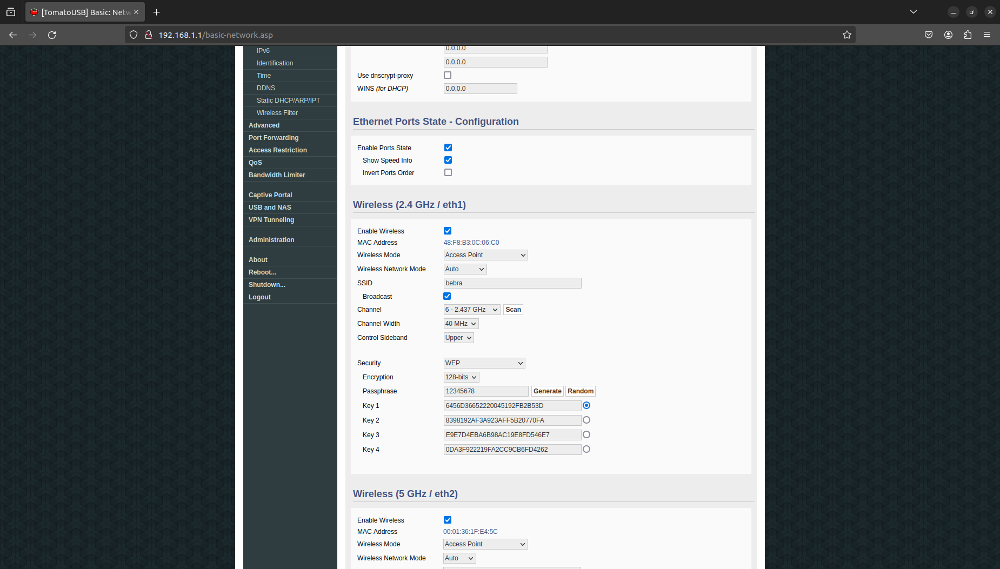 [TomatoUSB] Basic: Netw
192.168.1.1/basic-network.asp
IPv6
Identification
Time
DDNS
Static DHCP/ARP/IPT
Wireless Filter
Advanced
Port Forwarding
Access Restriction
QoS
Bandwidth Limiter
Captive Portal
USB and NAS
VPN Tunneling
Administration
About
Reboot...
Shutdown...
Logout
0.0.0.0
0.0.0.0
Use dnscrypt-proxy
WINS (for DHCP) 0.0.0.0
Ethernet Ports State - Configuration
Enable Ports State
Show Speed Info
Invert Ports Order
Wireless (2.4 GHz / eth1)
Enable Wireless
MAC Address 48:F8:B3:0C:06:C0
Wireless Mode Access Point
Wireless Network Mode Auto
SSID bebra
Broadcast
Channel 6 - 2.437 GHz Scan
Channel Width 40 MHz
Control Sideband Upper
Security WEP
Encryption 128-bits
Passphrase 12345678 Generate Random
Key 1 6456D36652220045192FB2B53D
Key 2 8398192AF3A923AFF5B20770FA
Key 3 E9E7D4EBA6B98AC19E8FD546E7
Key 4 0DA3F922219FA2CC9CB6FD4262
Wireless (5 GHz / eth2)
Enable Wireless
MAC Address 00:01:36:1F:E4:5C
Wireless Mode Access Point
Wireless Network Mode Auto